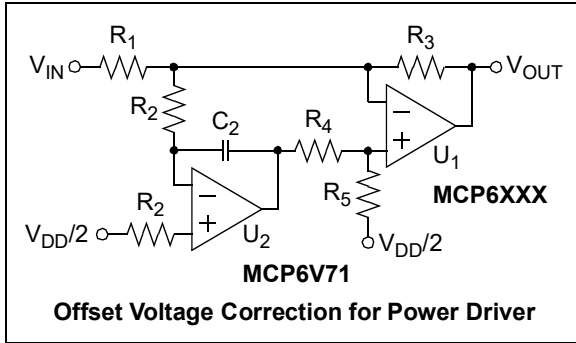 R1 R3
VIN VOUT
R2 C2 R4
− +
U1
R5 MCP6XXX
− +
R2 U2
VDD/2 VDD/2
MCP6V71
Offset Voltage Correction for Power Driver